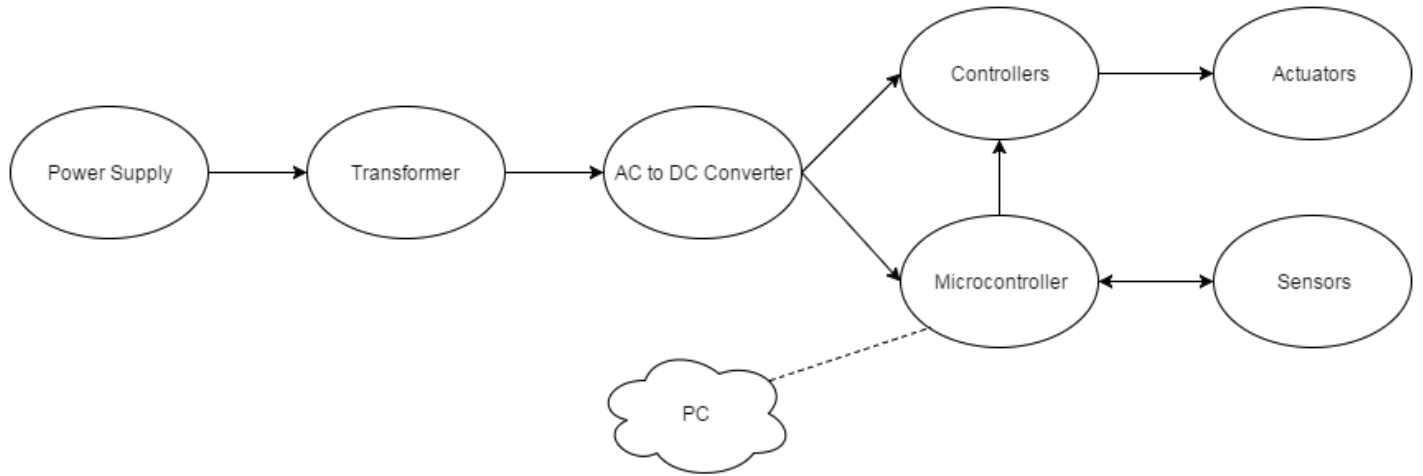 Controllers
Actuators
Power Supply
Transformer
AC to DC Converter
Microcontroller
Sensors
PC